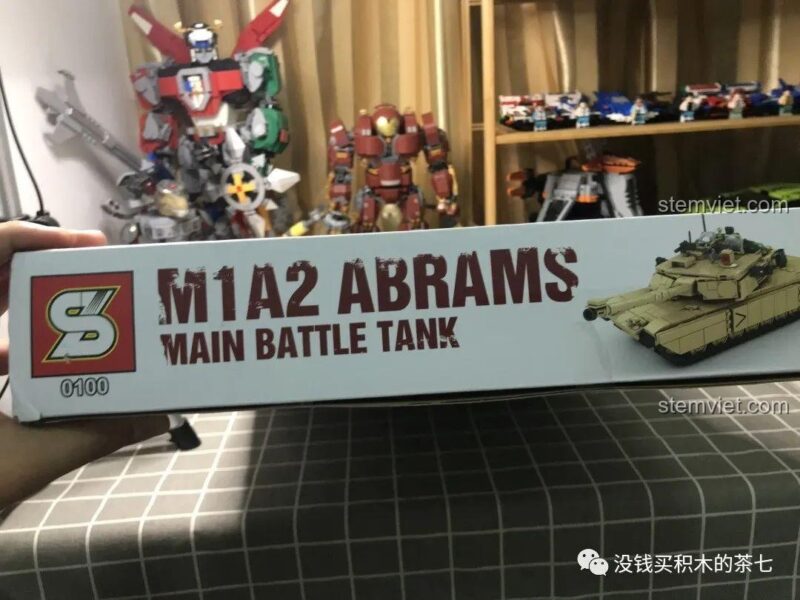 stemviet.com
M1A2 ABRAMS
MAIN BATTLE TANK
S
0100
stemviet.com
没钱买积木的茶七